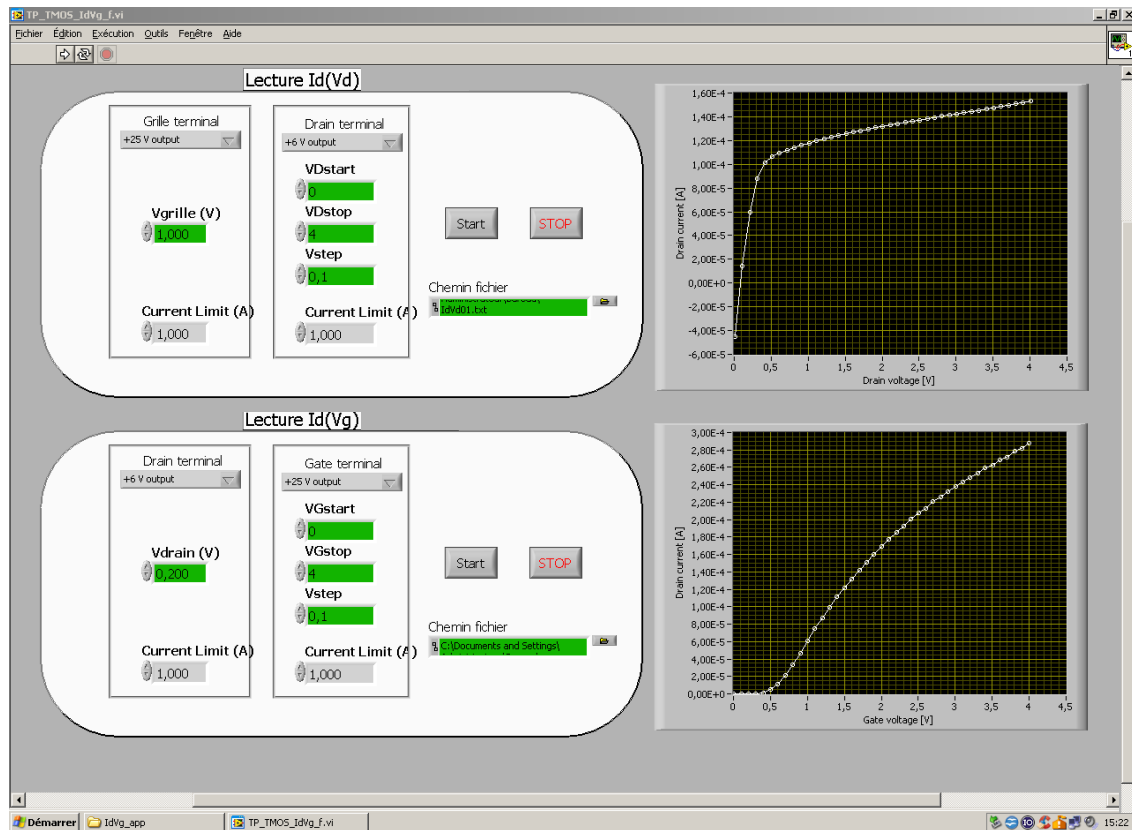 TP_TMOS_IdVg_f.vi
Fichier Édition Exécution Outils Fenêtre Aide
Lecture Id(Vd)
Grille terminal
+25 V output
Vgrille (V)
1,000
Current Limit (A)
1,000
Drain terminal
+6 V output
VDstart
0
VDstop
4
Vstep
0,1
Current Limit (A)
1,000
Start
STOP
Chemin fichier
IdVd01.txt
1,60E-4
1,40E-4
1,20E-4
1,00E-4
8,00E-5
6,00E-5
4,00E-5
2,00E-5
0,00E+0
-2,00E-5
-4,00E-5
-6,00E-5
Drain current [A]
0 0,5 1 1,5 2 2,5 3 3,5 4 4,5
Drain voltage [V]
Lecture Id(Vg)
Drain terminal
+6 V output
Vdrain (V)
0,200
Current Limit (A)
1,000
Gate terminal
+25 V output
VGstart
0
VGstop
4
Vstep
0,1
Current Limit (A)
1,000
Start
STOP
Chemin fichier
C:\Documents and Settings\
3,00E-4
2,80E-4
2,60E-4
2,40E-4
2,20E-4
2,00E-4
1,80E-4
1,60E-4
1,40E-4
1,20E-4
1,00E-4
8,00E-5
6,00E-5
4,00E-5
2,00E-5
0,00E+0
Drain current [A]
0 0,5 1 1,5 2 2,5 3 3,5 4 4,5
Gate voltage [V]
Démarrer IdVg_app TP_TMOS_IdVg_f.vi 15:22